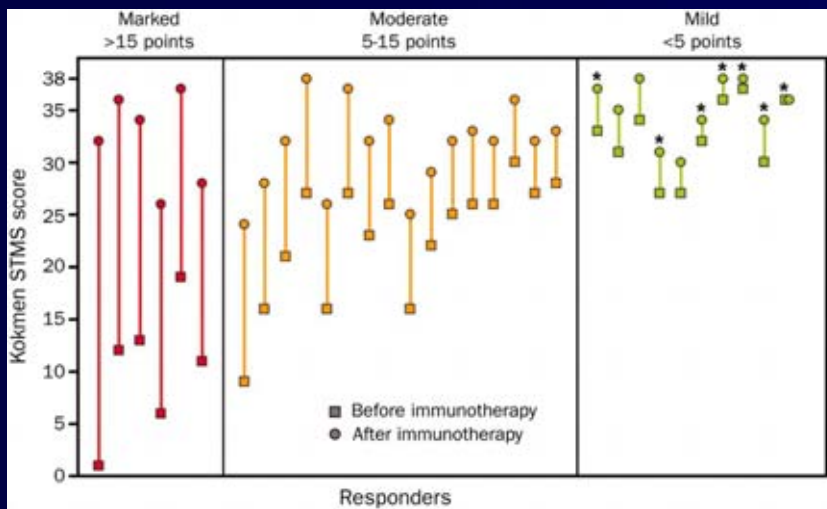 Marked
>15 points
Moderate
5-15 points
Mild
<5 points
38
35
30
25
20
15
10
5
0
Kokmen STMS score
* * * * * * *
Before immunotherapy
After immunotherapy
Responders